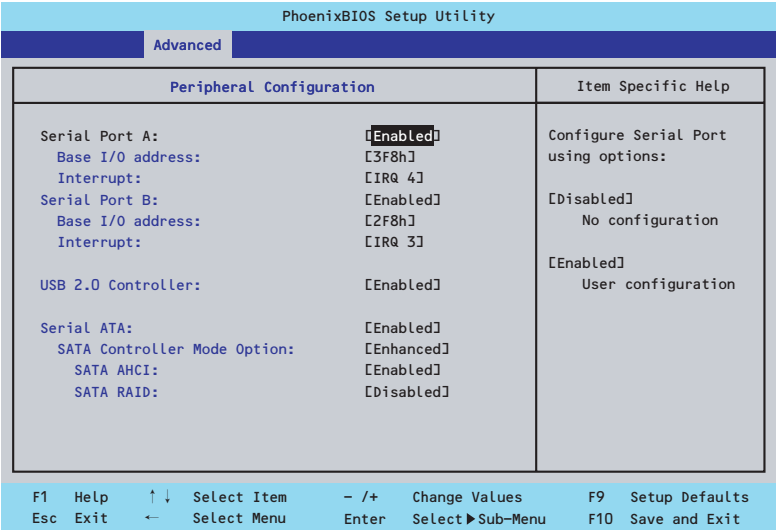 PhoenixBIOS Setup Utility
Advanced
Peripheral Configuration
Item Specific Help
Serial Port A: [Enabled]
Base I/O address: [3F8h]
Interrupt: [IRQ 4]
Serial Port B: [Enabled]
Base I/O address: [2F8h]
Interrupt: [IRQ 3]
USB 2.0 Controller: [Enabled]
Serial ATA: [Enabled]
SATA Controller Mode Option: [Enhanced]
SATA AHCI: [Enabled]
SATA RAID: [Disabled]
Configure Serial Port
using options:
[Disabled]
No configuration
[Enabled]
User configuration
F1 Help ↑↓ Select Item – /+ Change Values F9 Setup Defaults
Esc Exit ← Select Menu Enter Select▶Sub–Menu F10 Save and Exit